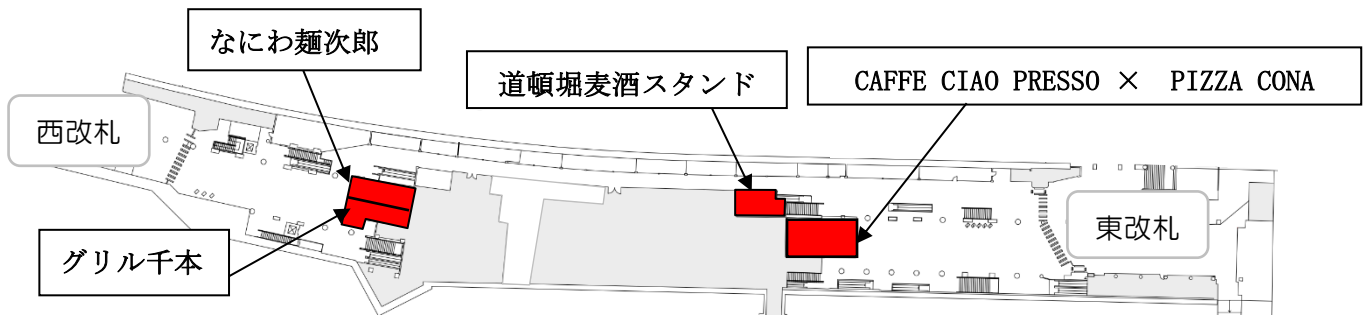 なにわ麺次郎
道頓堀麦酒スタンド
CAFFE CIAO PRESSO × PIZZA CONA
西改札
東改札
グリル千本